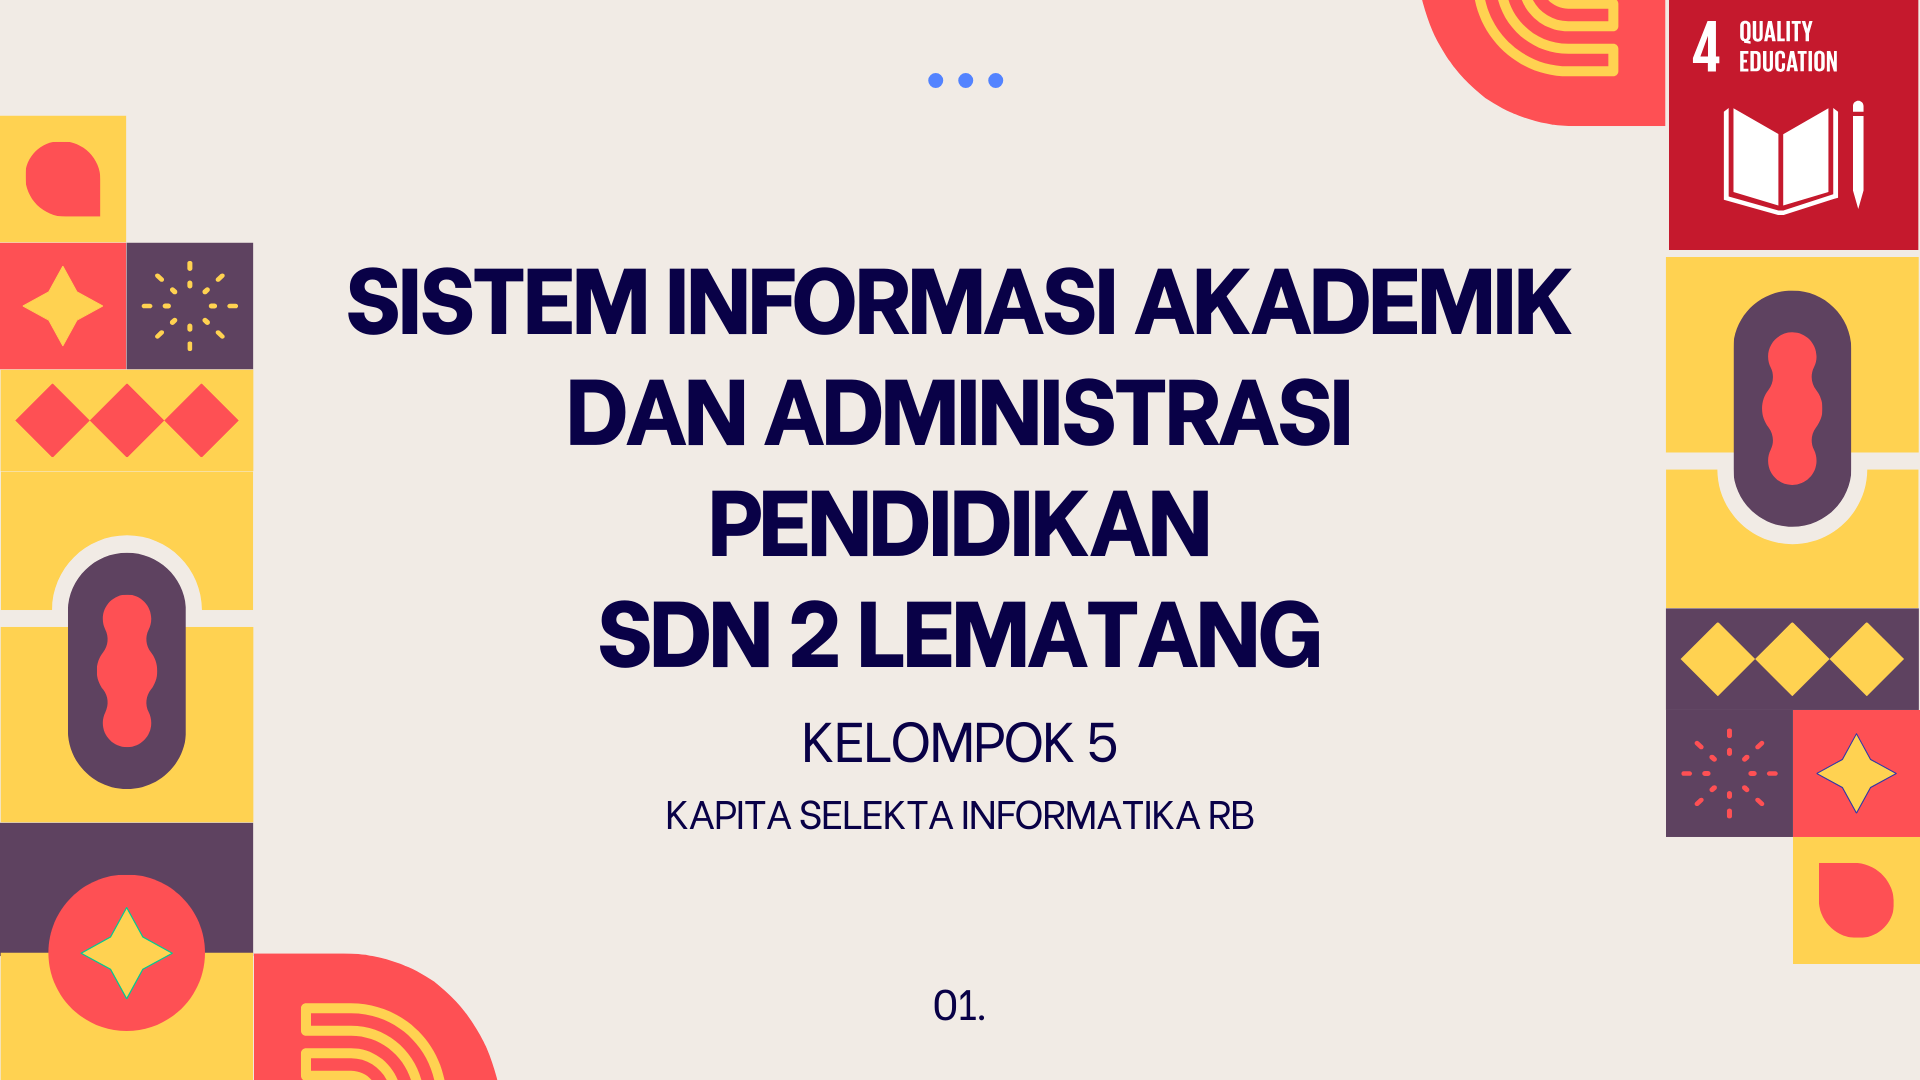 4 QUALITY
EDUCATION
SISTEM INFORMASI AKADEMIK
DAN ADMINISTRASI
PENDIDIKAN
SDN 2 LEMATANG
KELOMPOK 5
KAPITA SELEKTA INFORMATIKA RB
01.